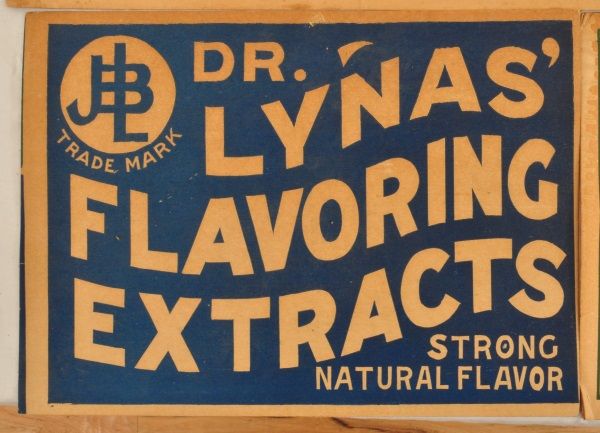 JBL
TRADE MARK
DR.
LYNAS'
FLAVORING
EXTRACTS
STRONG
NATURAL FLAVOR